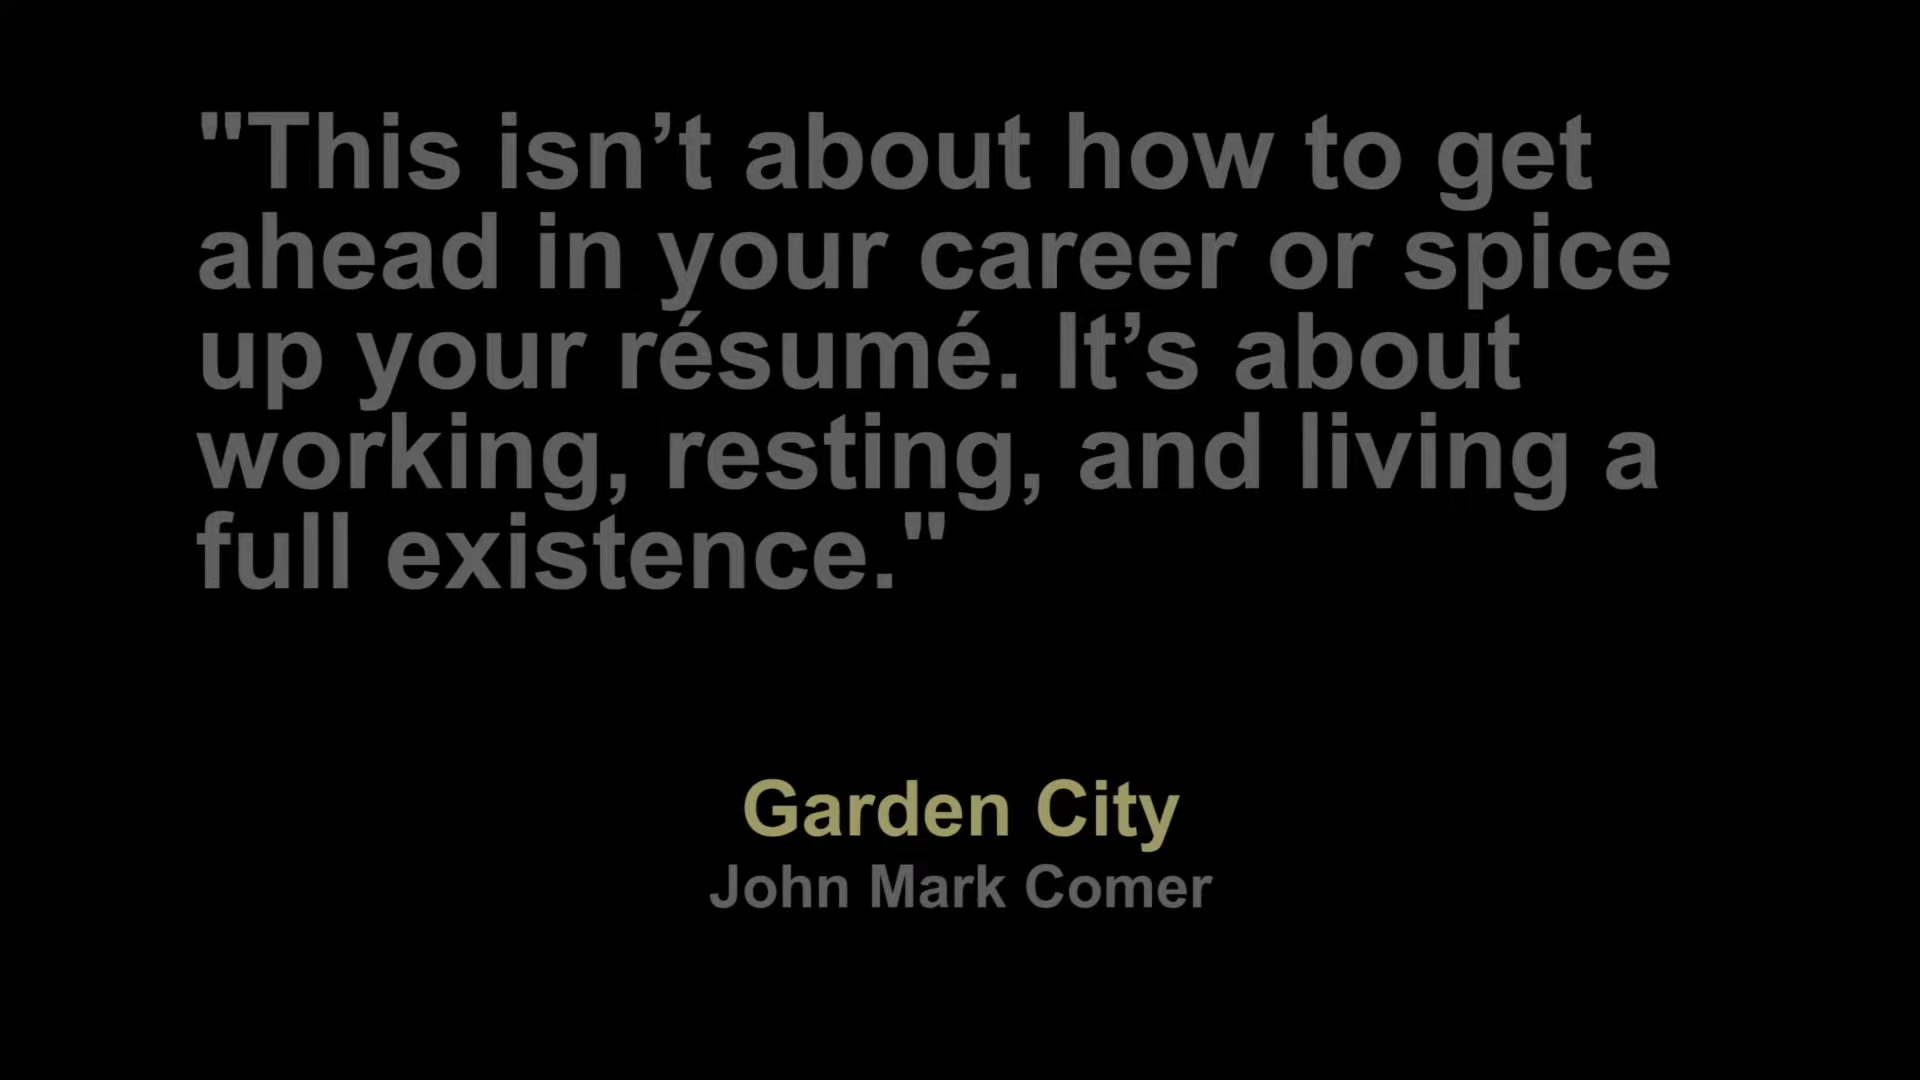 "This isn’t about how to get
ahead in your career or spice
up your résumé. It’s about
working, resting, and living a
full existence."
Garden City
John Mark Comer